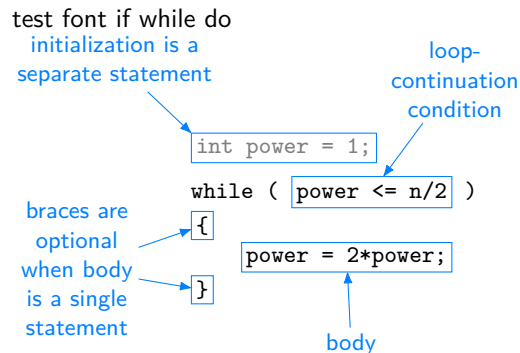 test font if while do
initialization is a
separate statement
loop-
continuation
condition
int power = 1;
while ( power <= n/2 )
braces are
optional
when body
is a single
statement
{
power = 2*power;
}
body